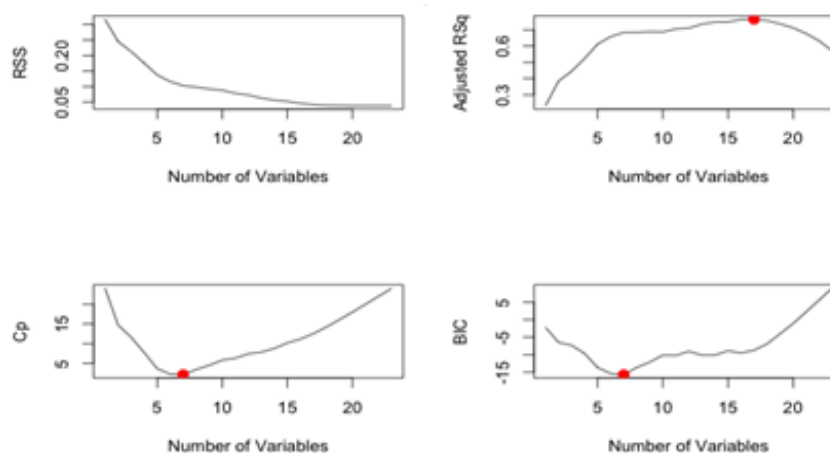 RSS
0.20
0.05
5 10 15 20
Number of Variables
Adjusted RSq
0.6
0.3
5 10 15 20
Number of Variables
Cp
15
5
5 10 15 20
Number of Variables
BIC
5
-5
-15
5 10 15 20
Number of Variables